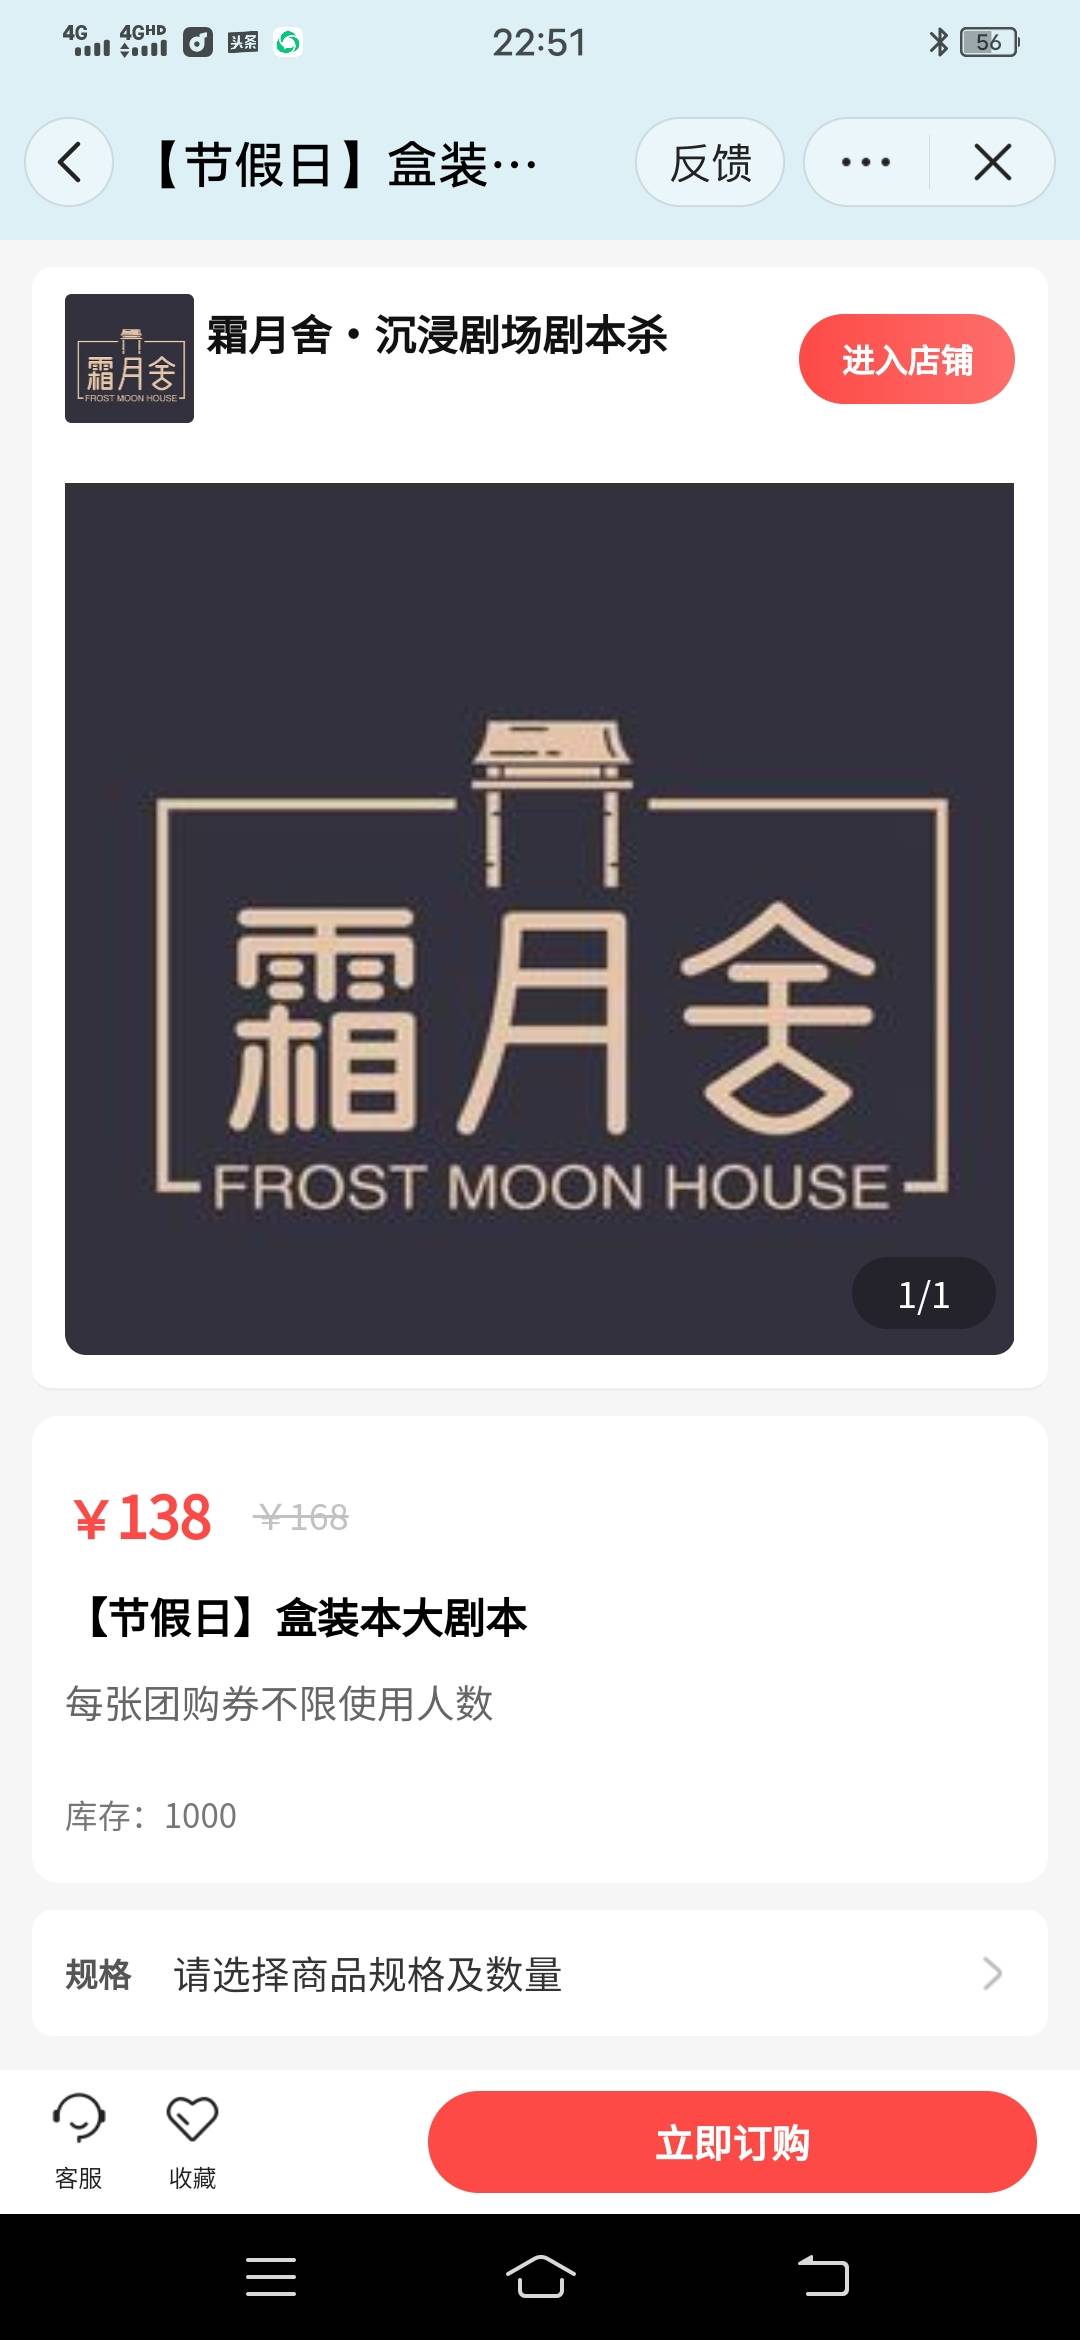 4G 4GHD 头条 22:51 56
【节假日】盒装… 反馈
霜月舍·沉浸剧场剧本杀
霜月舍
FROST MOON HOUSE
进入店铺
霜月舍
FROST MOON HOUSE
1/1
¥138 ¥168
【节假日】盒装本大剧本
每张团购券不限使用人数
库存：1000
规格 请选择商品规格及数量
客服 收藏 立即订购